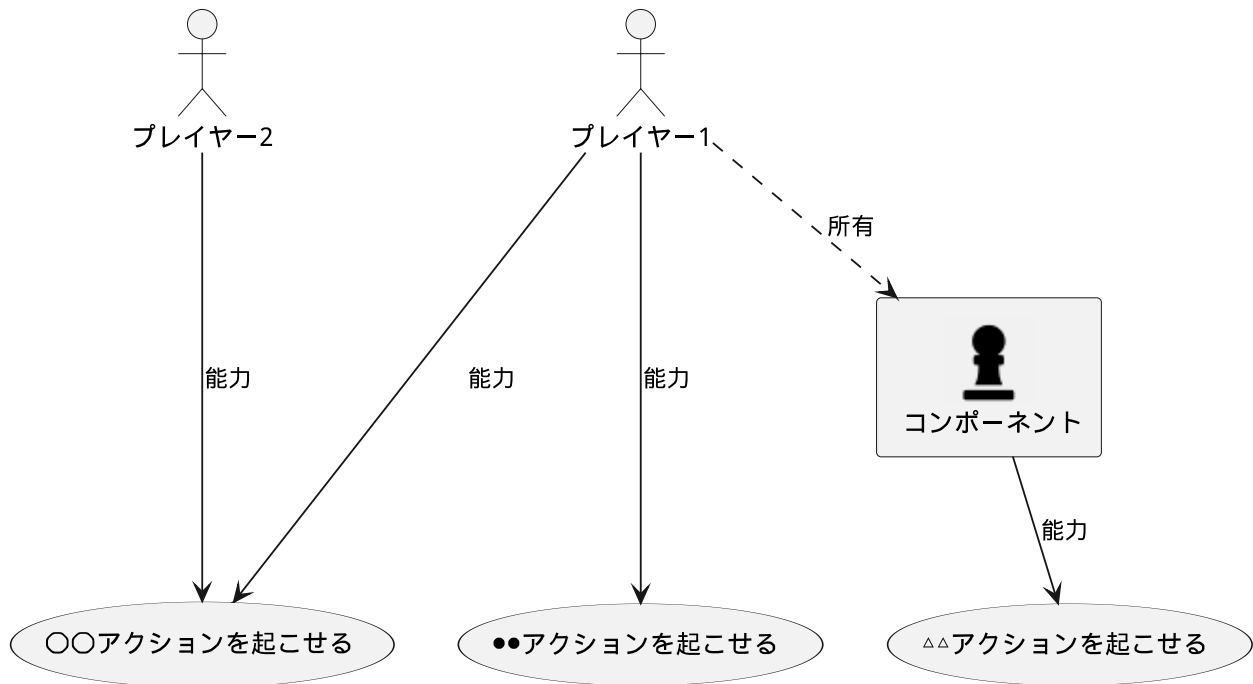 プレイヤー2
プレイヤー1
所有
能力
能力
能力
コンポーネント
能力
〇〇アクションを起こせる
●●アクションを起こせる
△△アクションを起こせる